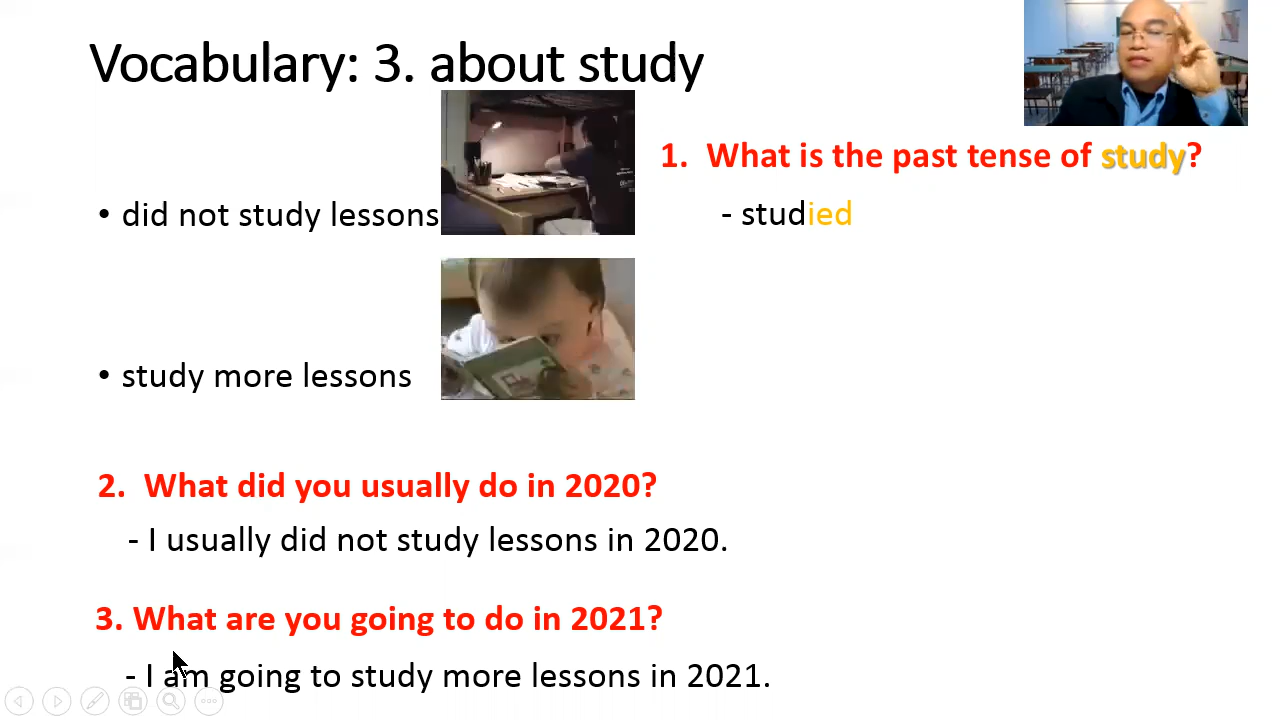 Vocabulary: 3. about study
1. What is the past tense of study?
• did not study lessons
- studied
• study more lessons
2. What did you usually do in 2020?
- I usually did not study lessons in 2020.
3. What are you going to do in 2021?
- I am going to study more lessons in 2021.